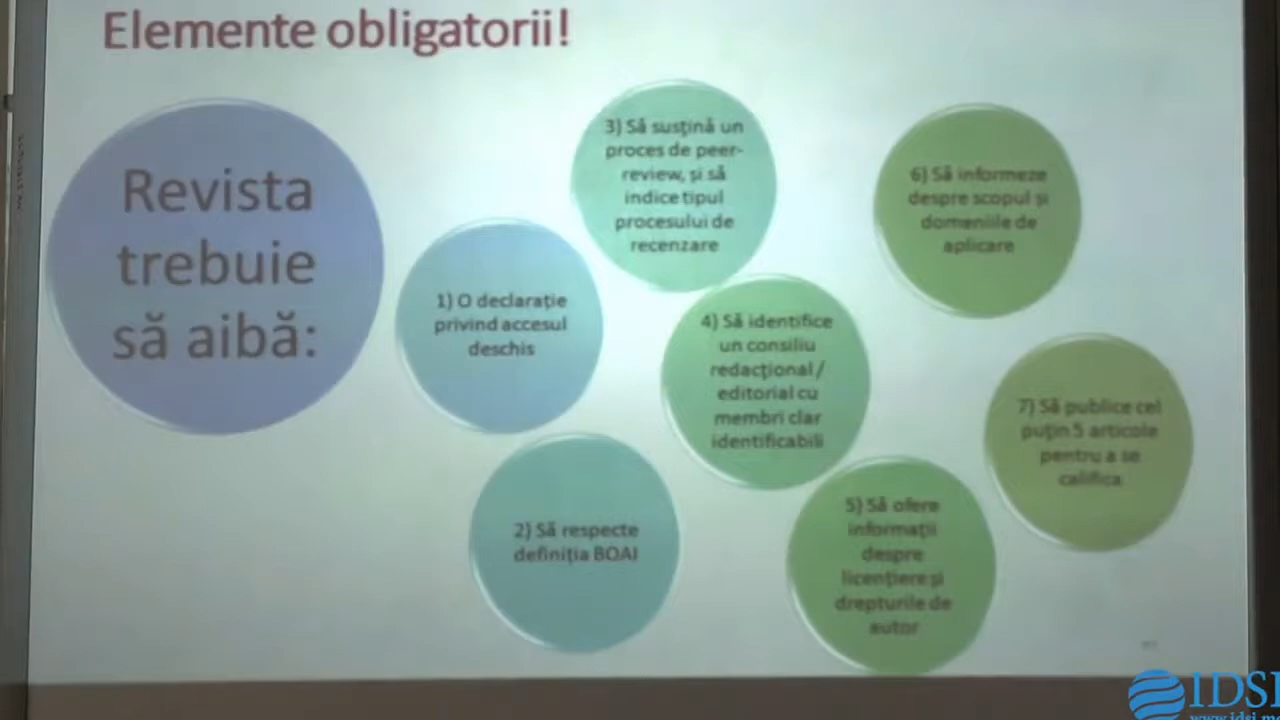 Elemente obligatorii!
Revista
trebuie
să aibă:
1) O declarație
privind accesul
deschis
2) Să respecte
definiția BOAI
3) Să susțină un
proces de peer-
review, și să
indice tipul
procesului de
recenzare
4) Să identifice
un consiliu
redacțional /
editorial cu
membri clar
identificabili
5) Să ofere
informații
despre
licențiere și
drepturile de
autor
6) Să informeze
despre scopul și
domeniile de
aplicare
7) Să publice cel
puțin 5 articole
pentru a se
califica
IDSI
www.idsi.md